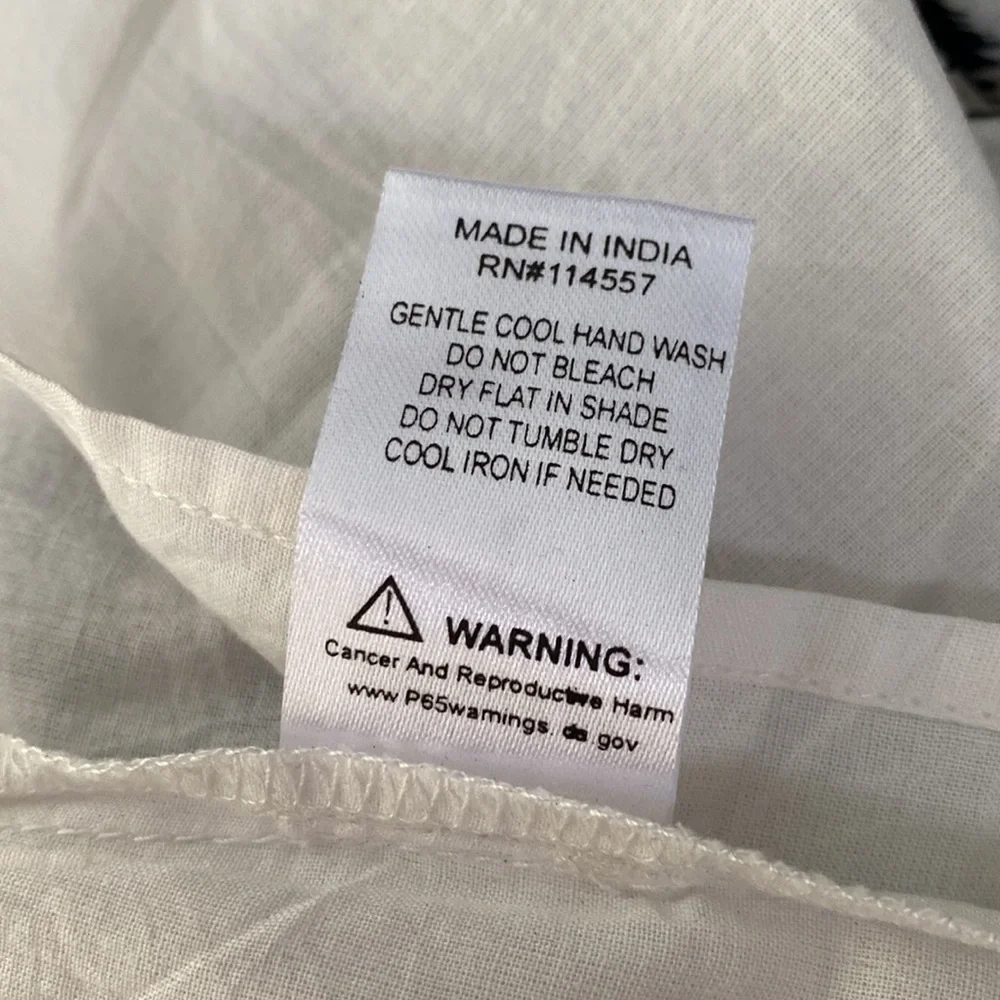 MADE IN INDIA
RN#114557
GENTLE COOL HAND WASH
DO NOT BLEACH
DRY FLAT IN SHADE
DO NOT TUMBLE DRY
COOL IRON IF NEEDED
WARNING:
Cancer And Reproductive Harm
www P65warnings. ca gov